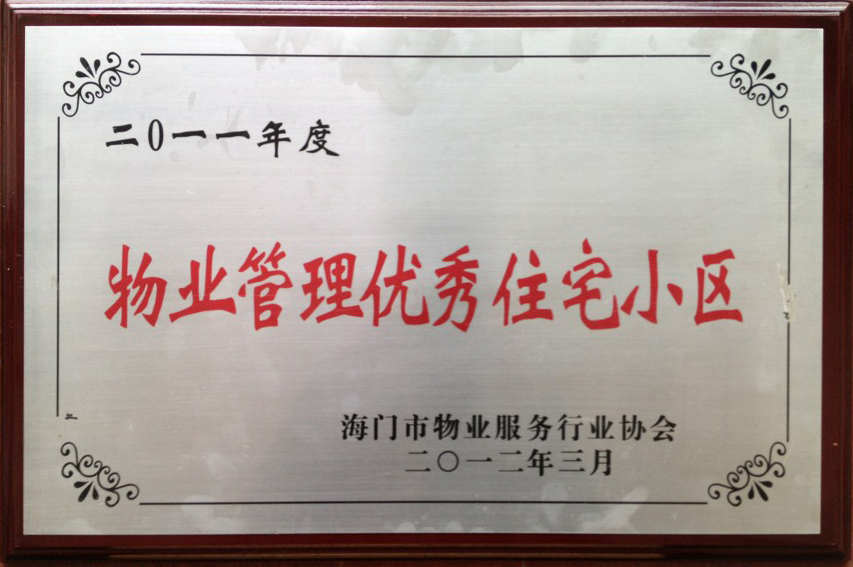 二0一一年度
物业管理优秀住宅小区
海门市物业服务行业协会
二〇一二年三月